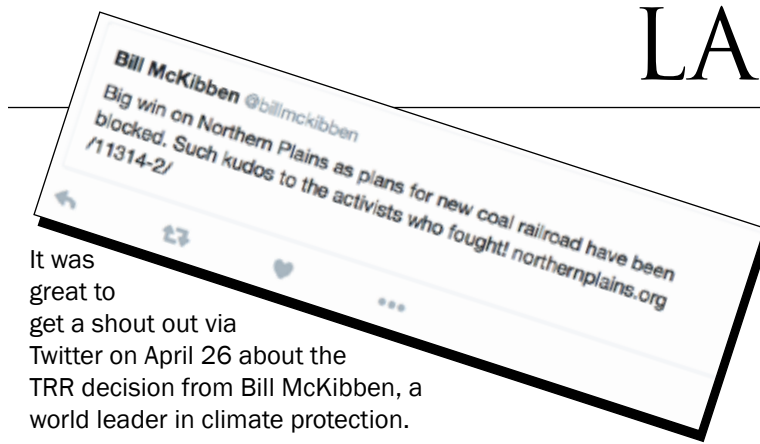 LA
Bill McKibben @billmckibben
Big win on Northern Plains as plans for new coal railroad have been
blocked. Such kudos to the activists who fought! northernplains.org
/11314-2/
It was
great to
get a shout out via
Twitter on April 26 about the
TRR decision from Bill McKibben, a
world leader in climate protection.